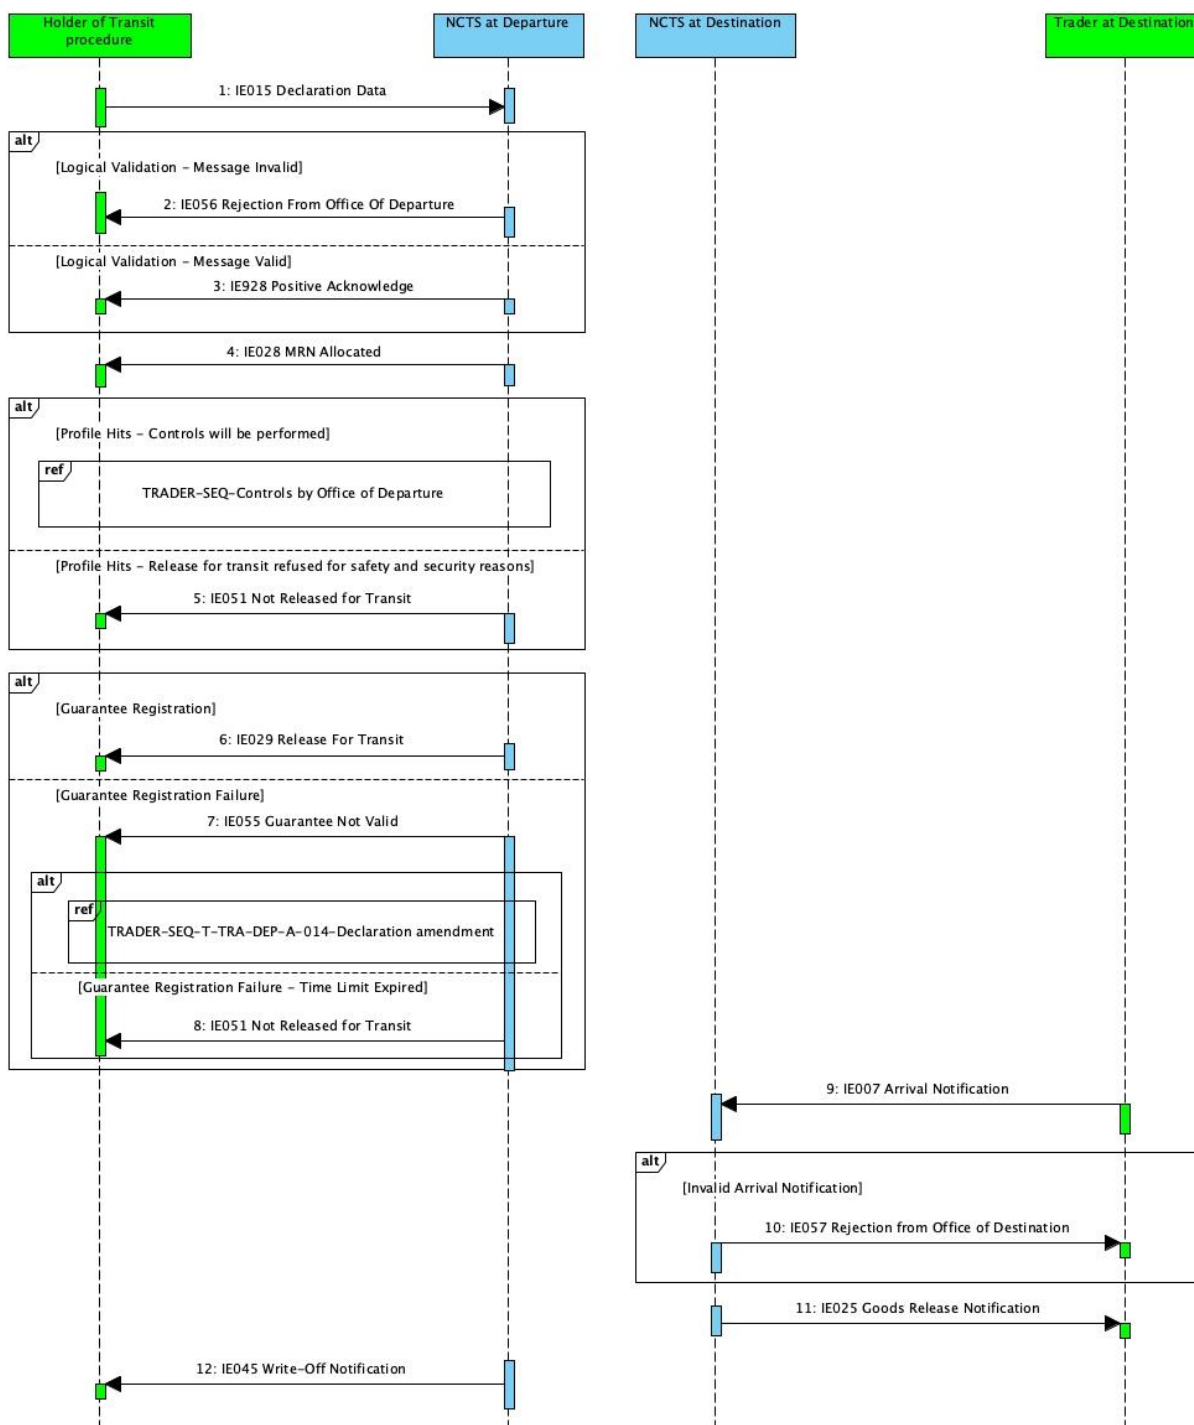 Holder of Transit
procedure
NCTS at Departure
NCTS at Destination
Trader at Destination
1: IE015 Declaration Data
alt
[Logical Validation – Message Invalid]
2: IE056 Rejection From Office Of Departure
[Logical Validation – Message Valid]
3: IE928 Positive Acknowledge
4: IE028 MRN Allocated
alt
[Profile Hits – Controls will be performed]
ref
TRADER-SEQ-Controls by Office of Departure
[Profile Hits – Release for transit refused for safety and security reasons]
5: IE051 Not Released for Transit
alt
[Guarantee Registration]
6: IE029 Release For Transit
[Guarantee Registration Failure]
7: IE055 Guarantee Not Valid
alt
ref
TRADER-SEQ-T-TRA-DEP-A-014-Declaration amendment
[Guarantee Registration Failure – Time Limit Expired]
8: IE051 Not Released for Transit
9: IE007 Arrival Notification
alt
[Invalid Arrival Notification]
10: IE057 Rejection from Office of Destination
11: IE025 Goods Release Notification
12: IE045 Write-Off Notification